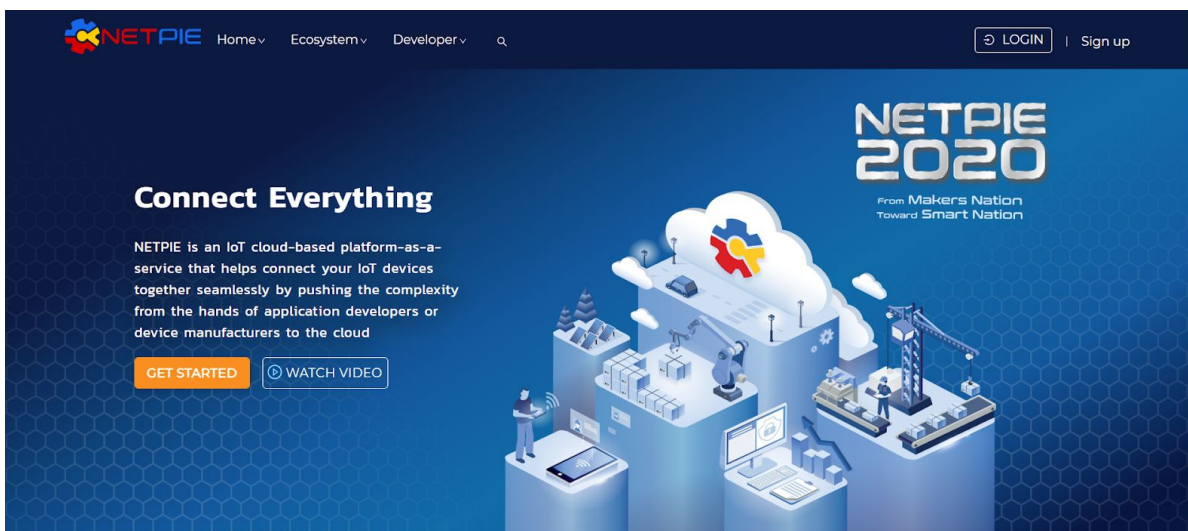 NETPIE Home Ecosystem Developer LOGIN | Sign up
NETPIE
2020
From Makers Nation
Toward Smart Nation
Connect Everything
NETPIE is an IoT cloud-based platform-as-a-
service that helps connect your IoT devices
together seamlessly by pushing the complexity
from the hands of application developers or
device manufacturers to the cloud
GET STARTED WATCH VIDEO